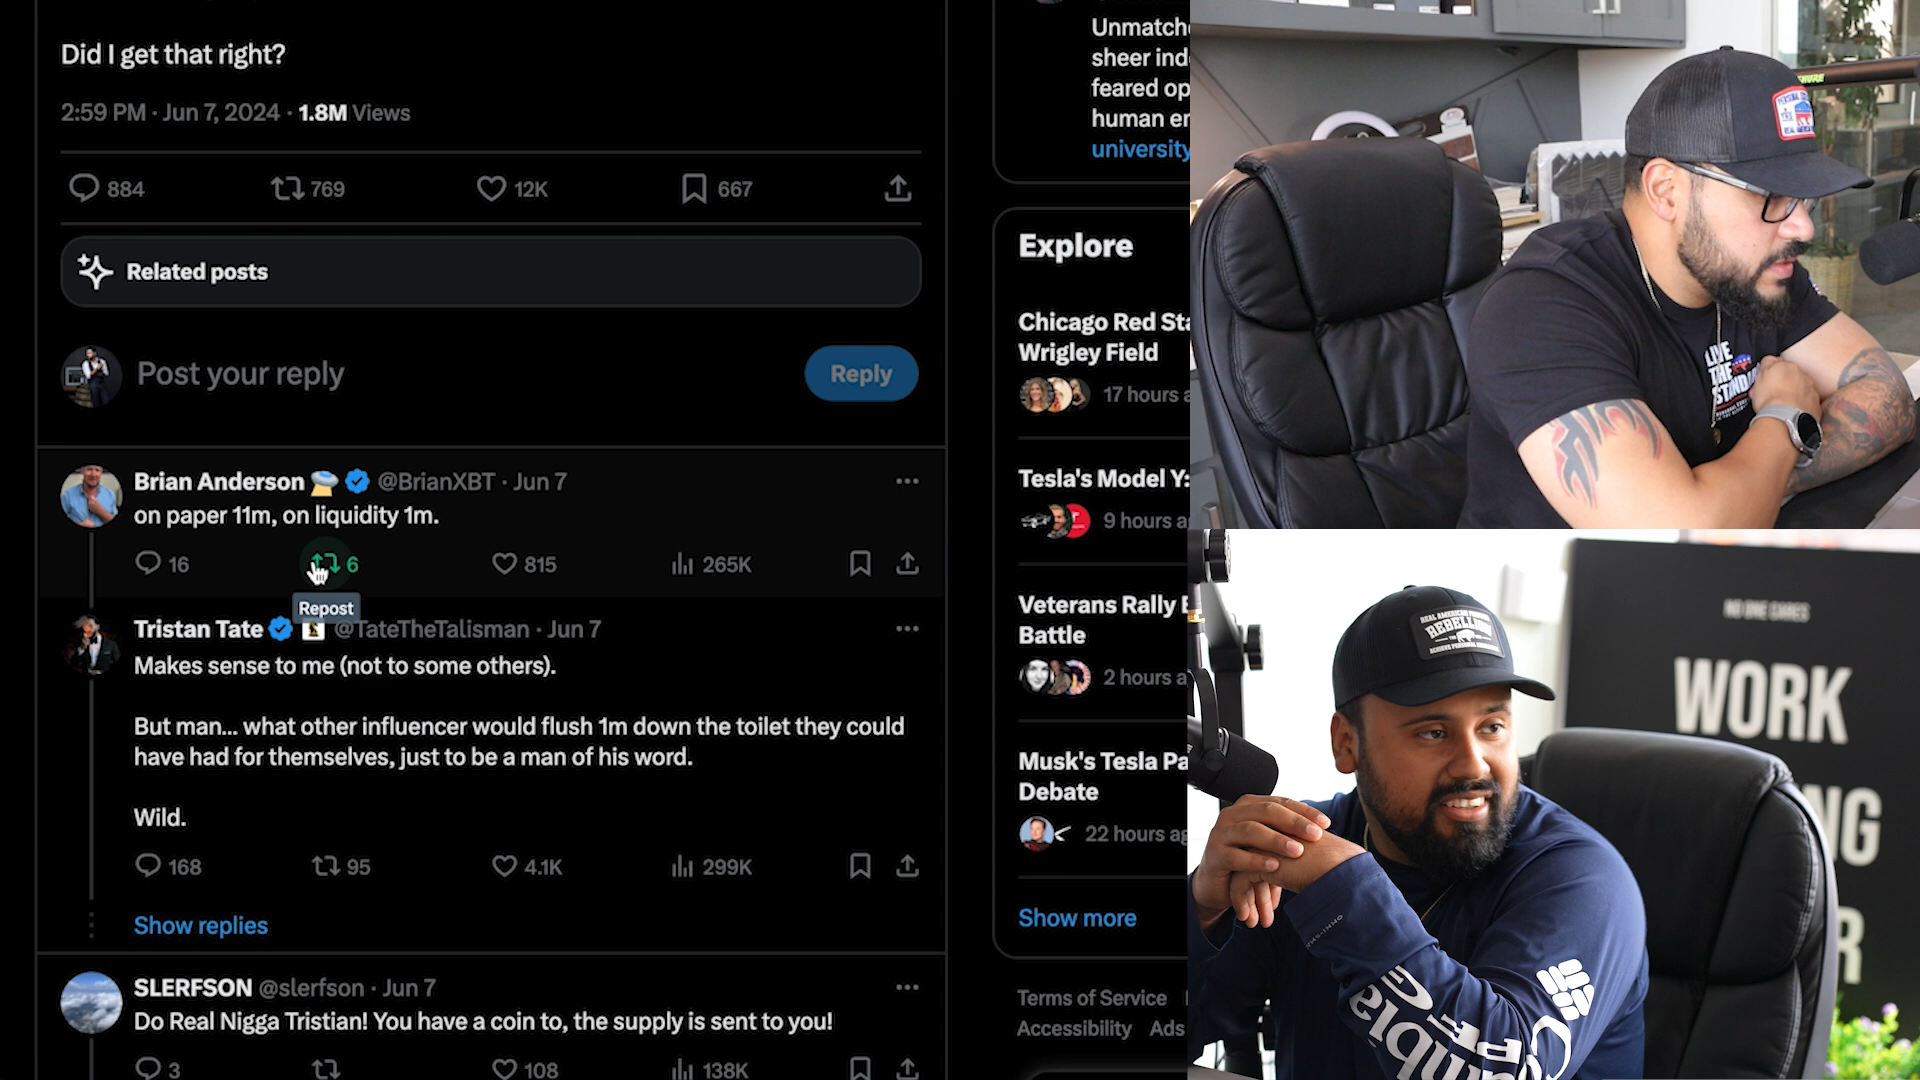 Did I get that right?
2:59 PM · Jun 7, 2024 · 1.8M Views
884 769 12K 667
Related posts
Post your reply
Reply
Brian Anderson @BrianXBT · Jun 7
on paper 11m, on liquidity 1m.
16 6 815 265K
Repost
Tristan Tate @TateTheTalisman · Jun 7
Makes sense to me (not to some others).
But man... what other influencer would flush 1m down the toilet they could
have had for themselves, just to be a man of his word.
Wild.
168 95 4.1K 299K
Show replies
SLERFSON @slerfson · Jun 7
Do Real Nigga Tristian! You have a coin to, the supply is sent to you!
3 108 138K
sheer
human
university
Explore
Chicago Red
Wrigley Field
17 hours
Tesla's Model Y:
9 hours
Veterans Rally
Battle
2 hours
Musk's Tesla
Debate
22 hours
Show more
Terms of Service
Accessibility Ads
LIVE
THE
REBELLION
NO ONE CARES
WORK